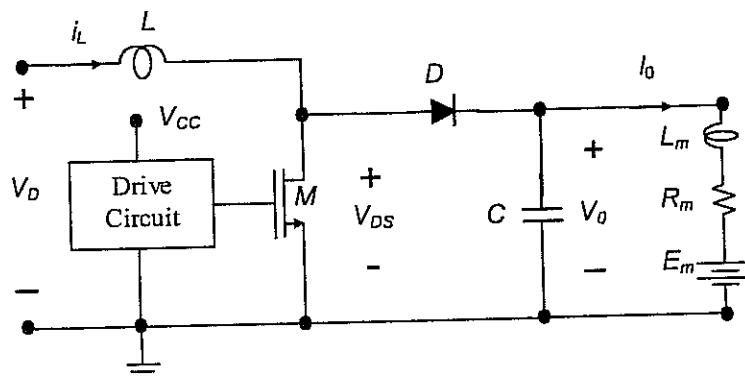 i_L L
D I_0
+ V_CC L_m
V_D Drive Circuit M + V_DS - C + V_0 - R_m
E_m
-